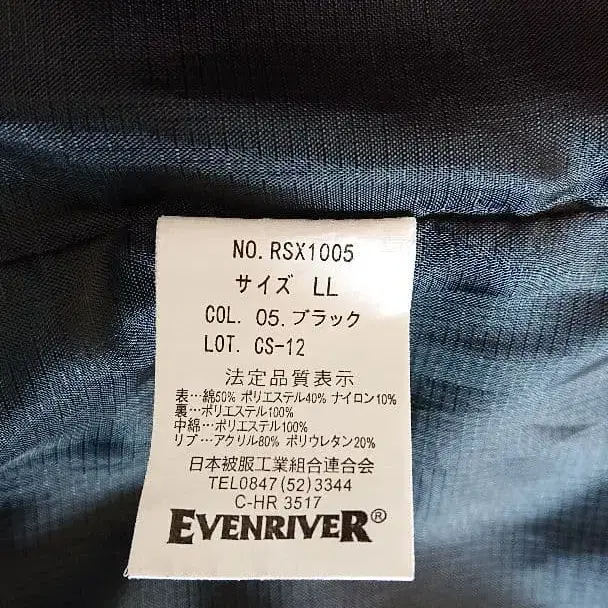 NO. RSX1005
サイズ LL
COL. 05. ブラック
LOT. CS-12
法定品質表示
表…綿50% ポリエステル40% ナイロン10%
裏…ポリエステル100%
中綿…ポリエステル100%
リブ…アクリル80% ポリウレタン20%
日本被服工業組合連合会
TEL0847(52)3344
C-HR 3517
EVENRIVER®